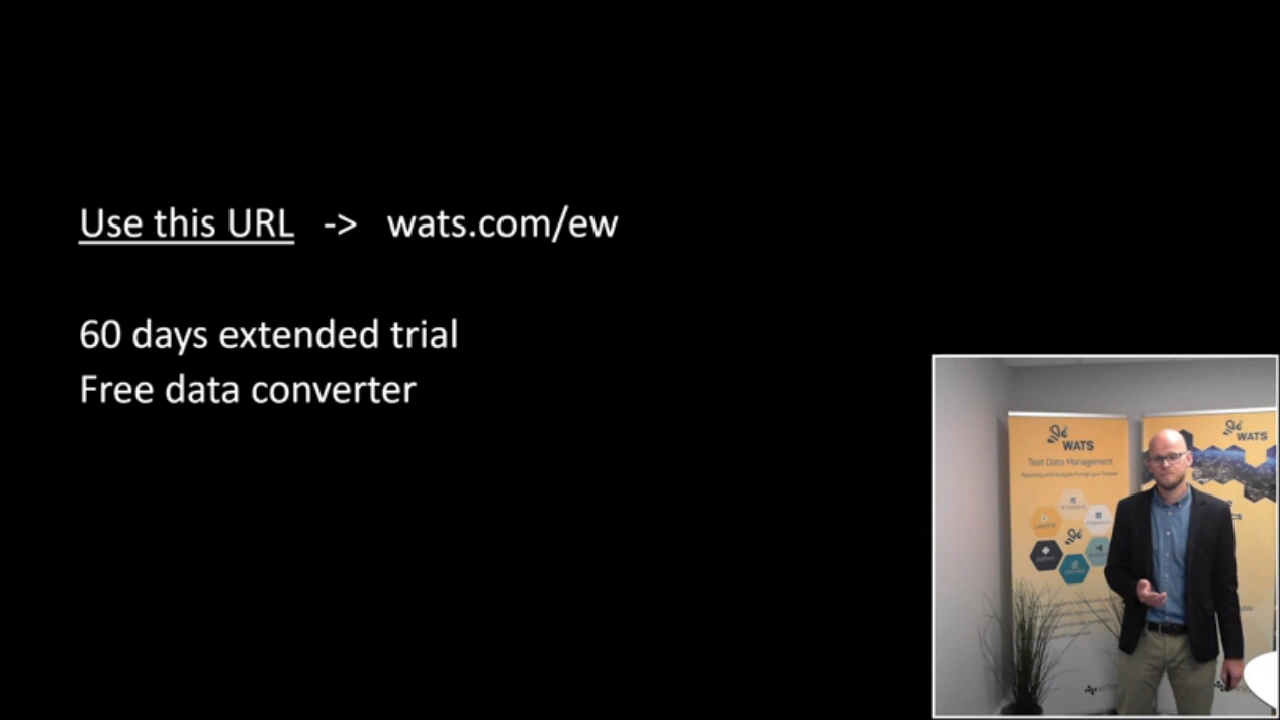 Use this URL -> wats.com/ew
60 days extended trial
Free data converter
WATS
Test Data Management
WATS